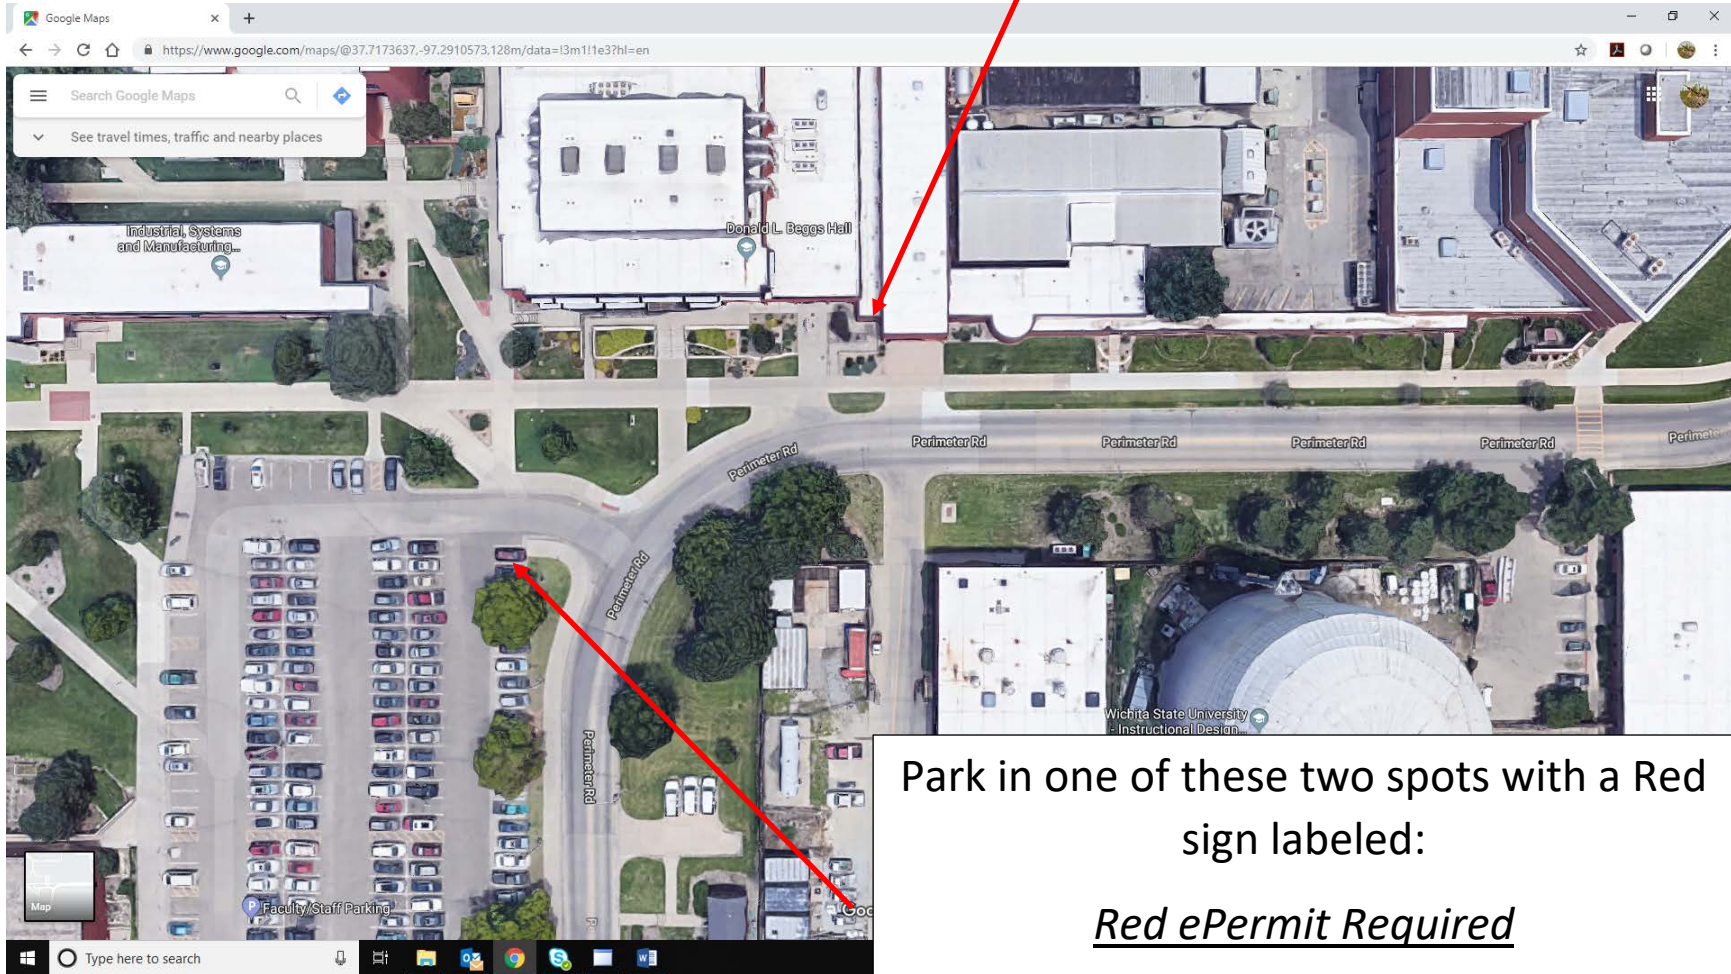 Google Maps
https://www.google.com/maps/@37.7173637,-97.2910573,128m/data=!3m1!1e3?hl=en
Search Google Maps
See travel times, traffic and nearby places
Industrial, Systems
and Manufacturing...
Donald L. Beggs Hall
Perimeter Rd
Perimeter Rd
Perimeter Rd
Perimeter Rd
Perimeter Rd
Perimeter Rd
Perimeter Rd
Wichita State University
- Instructional Design...
Park in one of these two spots with a Red
sign labeled:
Red ePermit Required
Map
Faculty/Staff Parking
Type here to search